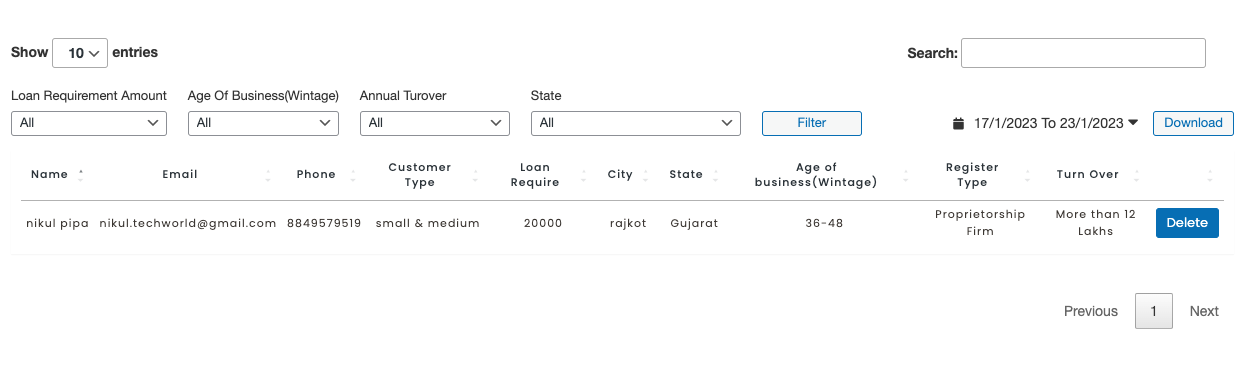 Show 10 entries
Search:
Loan Requirement Amount Age Of Business(Wintage) Annual Turover State
All All All All Filter 17/1/2023 To 23/1/2023 Download
Name Email Phone Customer Type Loan Require City State Age of business(Wintage) Register Type Turn Over
nikul pipa nikul.techworld@gmail.com 8849579519 small & medium 20000 rajkot Gujarat 36-48 Proprietorship Firm More than 12 Lakhs Delete
Previous 1 Next